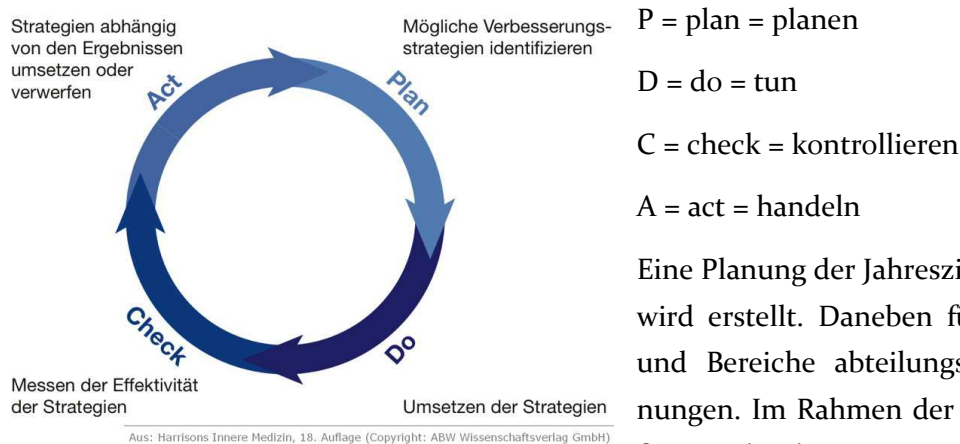 Strategien abhängig
von den Ergebnissen
umsetzen oder
verwerfen
Mögliche Verbesserungs-
strategien identifizieren
Act
Plan
Check
Do
Messen der Effektivität
der Strategien
Umsetzen der Strategien
Aus: Harrisons Innere Medizin, 18. Auflage (Copyright: ABW Wissenschaftsverlag GmbH)
P = plan = planen
D = do = tun
C = check = kontrollieren
A = act = handeln
Eine Planung der Jahreszi
wird erstellt. Daneben f
und Bereiche abteilungs
nungen. Im Rahmen der